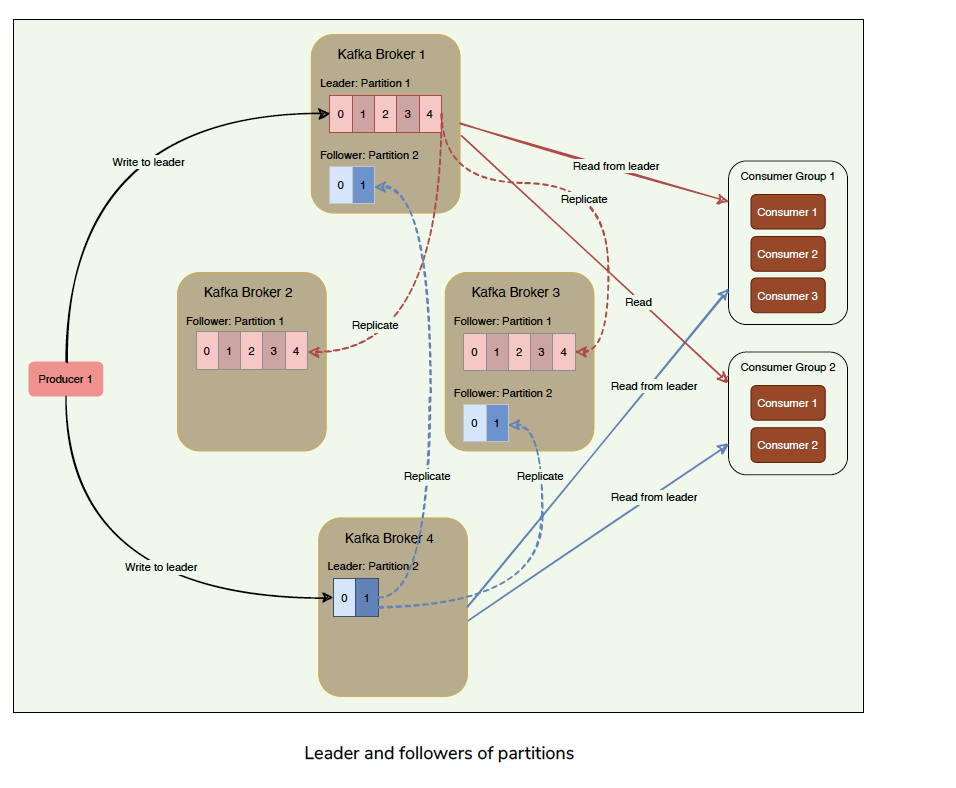 Kafka Broker 1
Leader: Partition 1
0 1 2 3 4
Follower: Partition 2
0 1
Write to leader
Read from leader
Replicate
Consumer Group 1
Consumer 1
Consumer 2
Consumer 3
Kafka Broker 2
Follower: Partition 1
0 1 2 3 4
Replicate
Kafka Broker 3
Follower: Partition 1
0 1 2 3 4
Follower: Partition 2
0 1
Read
Producer 1
Read from leader
Consumer Group 2
Consumer 1
Consumer 2
Replicate
Replicate
Read from leader
Kafka Broker 4
Leader: Partition 2
0 1
Write to leader
Leader and followers of partitions